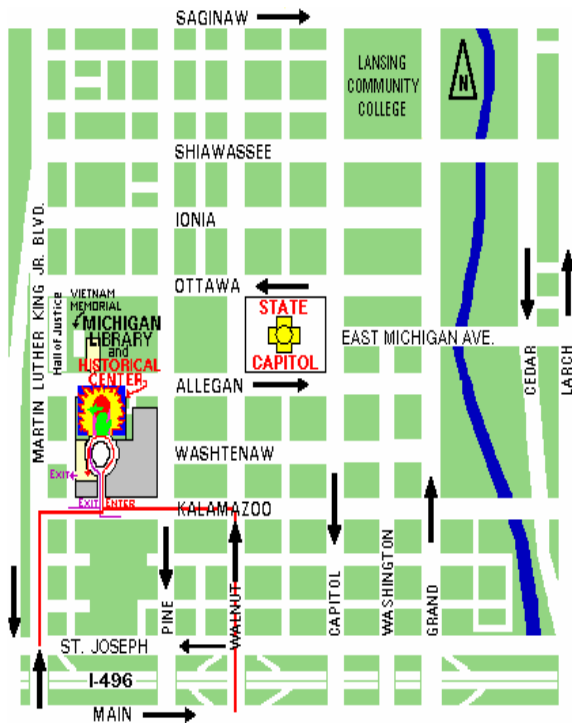 SAGINAW
LANSING
COMMUNITY
COLLEGE
N
SHIAWASSEE
IONIA
OTTAWA
MARTIN LUTHER KING JR. BLVD.
Hall of Justice
VIETNAM
MEMORIAL
MICHIGAN
LIBRARY
and
HISTORICAL
CENTER
STATE
CAPITOL
EAST MICHIGAN AVE.
CEDAR
LARCH
ALLEGAN
WASHTENAW
EXIT
EXIT ENTER
KALAMAZOO
PINE
WALNUT
CAPITOL
WASHINGTON
GRAND
ST. JOSEPH
I-496
MAIN